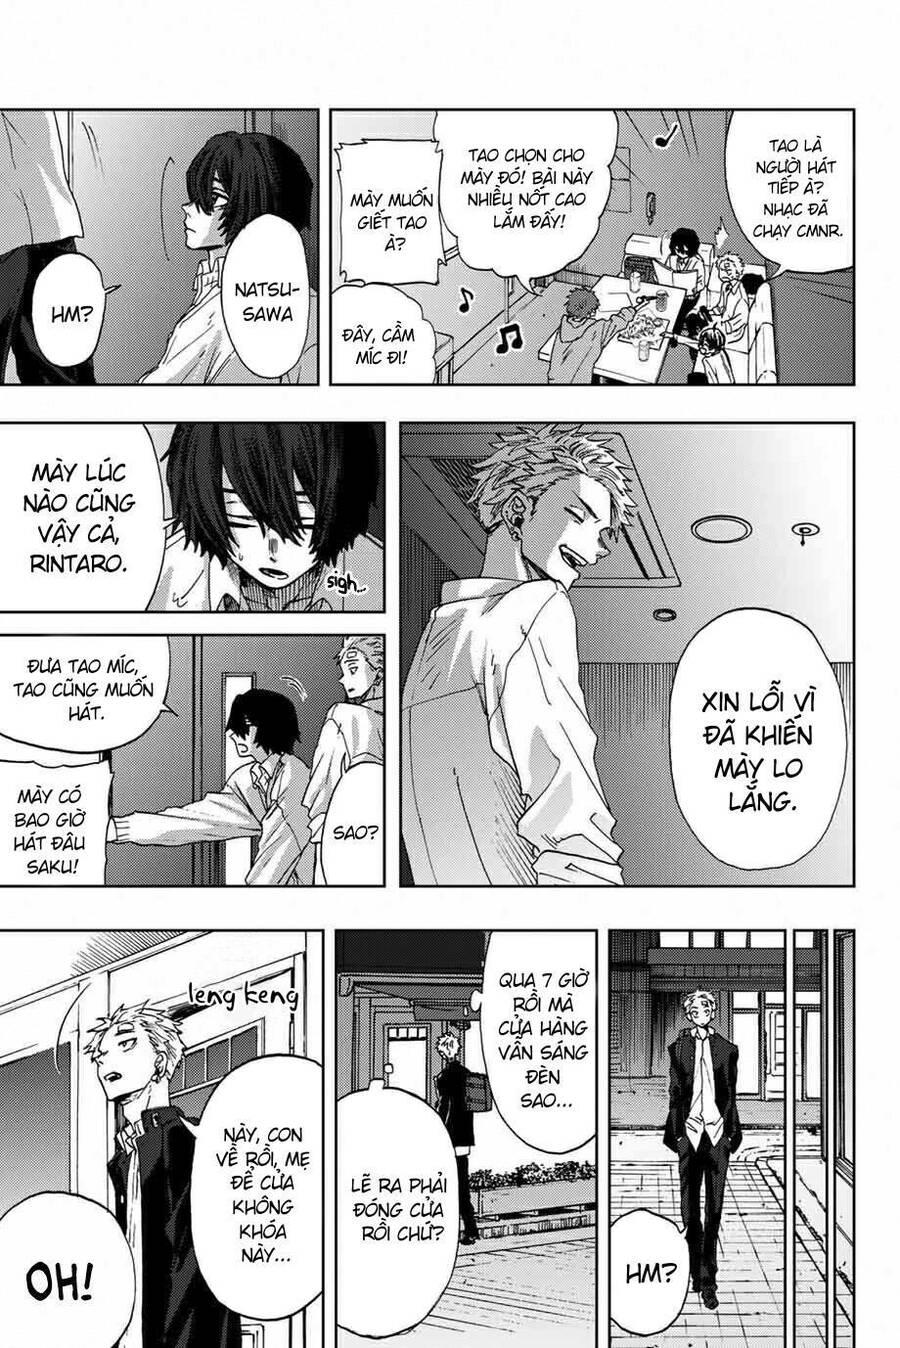 TAO LÀ
NGƯỜI HÁT
TIẾP À?
NHẠC ĐÃ
CHẠY CMNR.
TAO CHỌN CHO
MÀY ĐÓ! BÀI NÀY
NHIỀU NỐT CAO
LẮM ĐẤY!
MÀY MUỐN
GIẾT TAO
À?
ĐÂY, CẦM
MÍC ĐI!
NATSU-
SAWA
HM?
XIN LỖI VÌ
ĐÃ KHIẾN
MÀY LO
LẮNG.
MÀY LÚC
NÀO CŨNG
VẬY CẢ,
RINTARO.
sigh...
ĐƯA TAO MÍC,
TAO CŨNG MUỐN
HÁT.
SAO?
MÀY CÓ
BAO GIỜ
HÁT ĐÂU
SAKU!
HM?
QUA 7 GIỜ
RỒI MÀ
CỬA HÀNG
VẪN SÁNG
ĐÈN
SAO...
LẼ RA PHẢI
ĐÓNG CỬA
RỒI CHỨ?
leng keng
NÀY, CON
VỀ RỒI, MẸ
ĐỂ CỬA
KHÔNG
KHÓA
NÀY...
OH!